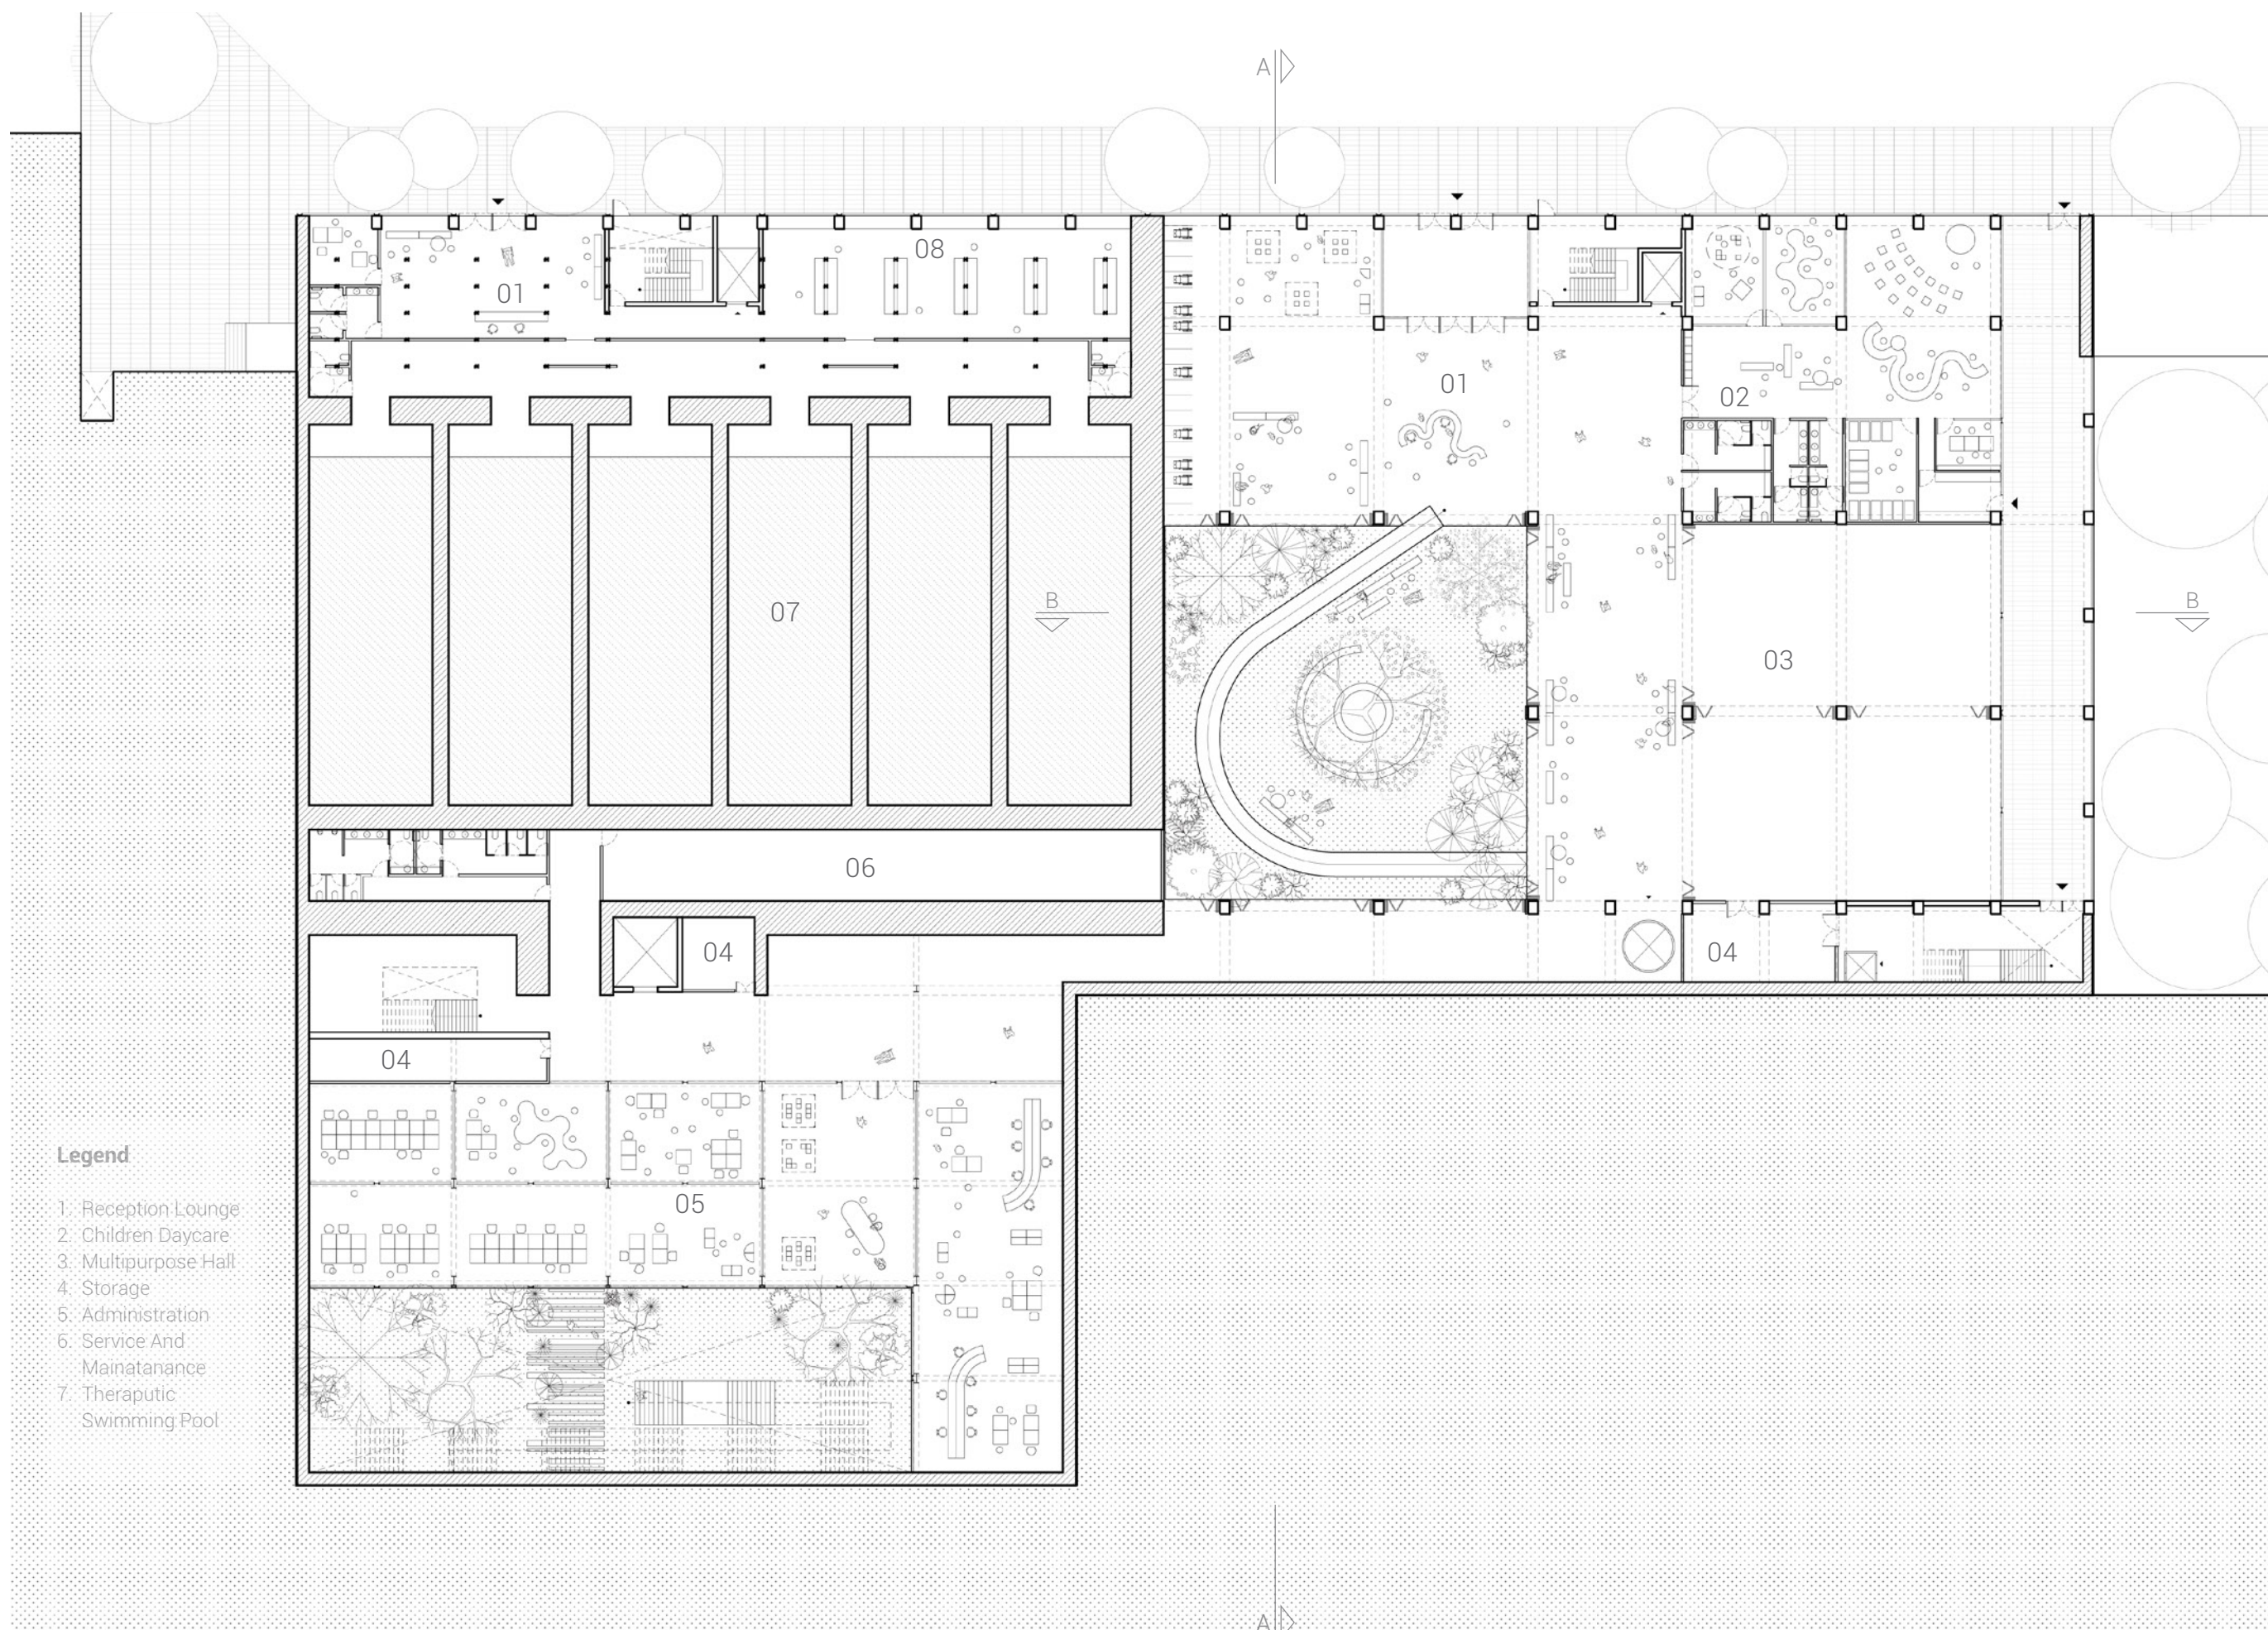 A
08
01
01
02
07
B
B
03
06
04
04
04
05
Legend
1. Reception Lounge
2. Children Daycare
3. Multipurpose Hall
4. Storage
5. Administration
6. Service And
Mainatanance
7. Theraputic
Swimming Pool
A